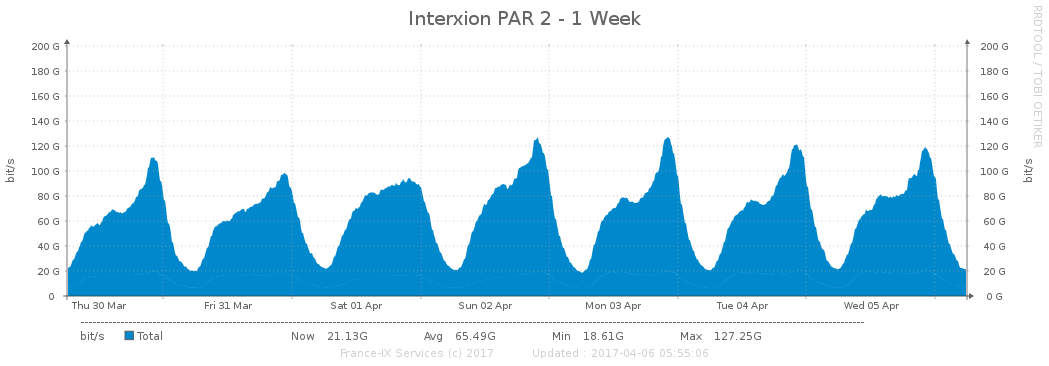 Interxion PAR 2 - 1 Week
RRDTOOL / TOBI OETIKER
200 G 200 G
180 G 180 G
160 G 160 G
140 G 140 G
120 G 120 G
100 G 100 G
80 G 80 G
60 G 60 G
40 G 40 G
20 G 20 G
0 0 G
bit/s
bit/s
Thu 30 Mar Fri 31 Mar Sat 01 Apr Sun 02 Apr Mon 03 Apr Tue 04 Apr Wed 05 Apr
bit/s Total Now 21.13G Avg 65.49G Min 18.61G Max 127.25G
France-IX Services (c) 2017 Updated : 2017-04-06 05:55:06